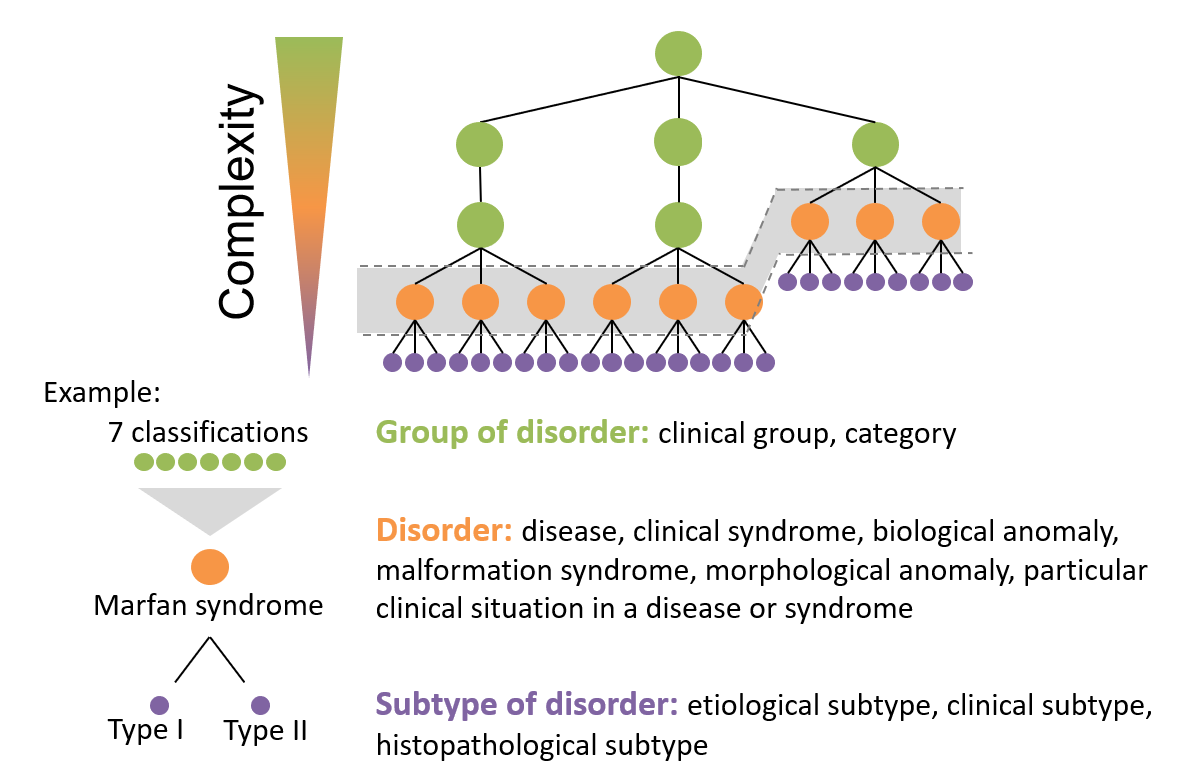 Complexity
Example:
7 classifications
Marfan syndrome
Type I
Type II
Group of disorder: clinical group, category
Disorder: disease, clinical syndrome, biological anomaly,
malformation syndrome, morphological anomaly, particular
clinical situation in a disease or syndrome
Subtype of disorder: etiological subtype, clinical subtype,
histopathological subtype